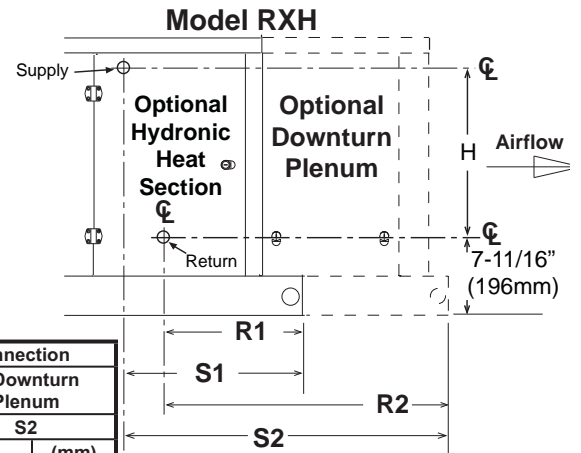 Model RXH
Supply
Optional
Hydronic
Heat
Section
Optional
Downturn
Plenum
℄
H
Airflow
℄
℄
Return
7-11/16"
(196mm)
R1
S1
R2
S2
Downturn
Plenum
S2
(mm)